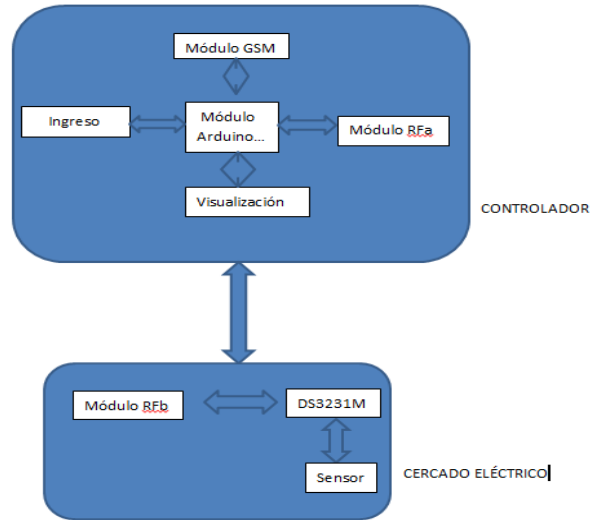 Módulo GSM
Ingreso
Módulo
Arduino...
Módulo RFa
Visualización
CONTROLADOR
Módulo RFb
DS3231M
Sensor
CERCADO ELÉCTRICO